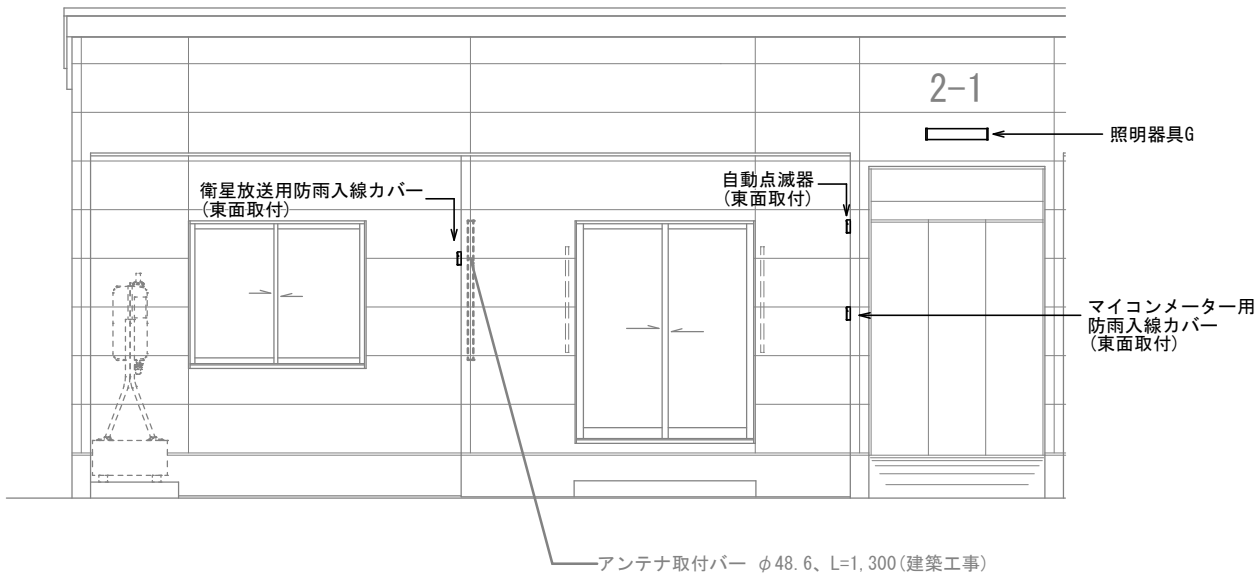 2-1
照明器具G
衛星放送用防雨入線カバー
(東面取付)
自動点滅器
(東面取付)
マイコンメーター用
防雨入線カバー
(東面取付)
アンテナ取付バー φ48.6、L=1,300(建築工事)